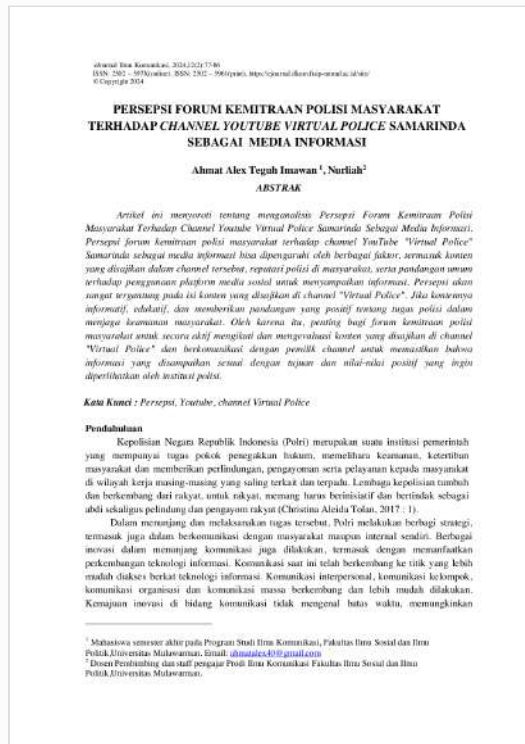 eJournal Ilmu Komunikasi, 2024,12(2) 77-86
ISSN: 2502 – 597X(online), ISSN: 2502 – 5961(print),
© Copyright 2024
PERSEPSI FORUM KEMITRAAN POLISI MASYARAKAT
TERHADAP CHANNEL YOUTUBE VIRTUAL POLICE SAMARINDA
SEBAGAI MEDIA INFORMASI
Ahmat Alex Teguh Imawan 1, Nurliah2
ABSTRAK
Artikel ini menyoroti tentang menganalisis Persepsi Forum Kemitraan Polisi
Masyarakat Terhadap Channel Youtube Virtual Police Samarinda Sebagai Media Informasi.
Persepsi forum kemitraan polisi masyarakat terhadap channel YouTube "Virtual Police"
Samarinda sebagai media informasi bisa dipengaruhi oleh berbagai faktor, termasuk konten
yang disajikan dalam channel tersebut, reputasi polisi di masyarakat, serta pandangan umum
terhadap penggunaan platform media sosial untuk menyampaikan informasi. Persepsi akan
sangat tergantung pada isi konten yang disajikan di channel "Virtual Police". Jika kontennya
informatif, edukatif, dan memberikan pandangan yang positif tentang tugas polisi dalam
menjaga keamanan masyarakat. Oleh karena itu, penting bagi forum kemitraan polisi
masyarakat untuk secara aktif mengikuti dan mengevaluasi konten yang disajikan di channel
"Virtual Police" dan berkomunikasi dengan pemilik channel untuk memastikan bahwa
informasi yang disampaikan sesuai dengan tujuan dan nilai-nilai positif yang ingin
diperlihatkan oleh institusi polisi.
Kata Kunci : Persepsi, Youtube, channel Virtual Police
Pendahuluan
Kepolisian Negara Republik Indonesia (Polri) merupakan suatu institusi pemerintah
yang mempunyai tugas pokok penegakkan hukum, memelihara keamanan, ketertiban
masyarakat dan memberikan perlindungan, pengayoman serta pelayanan kepada masyarakat
di wilayah kerja masing-masing yang saling terkait dan terpadu. Lembaga kepolisian tumbuh
dan berkembang dari rakyat, untuk rakyat, memang harus berinisiatif dan bertindak sebagai
abdi sekaligus pelindung dan pengayom rakyat (Christina Aleida Tolan, 2017 : 1).
Dalam menunjang dan melaksanakan tugas tersebut, Polri melakukan berbagi strategi,
termasuk juga dalam berkomunikasi dengan masyarakat maupun internal sendiri. Berbagai
inovasi dalam menunjang komunikasi juga dilakukan, termasuk dengan memanfaatkan
perkembangan teknologi informasi. Komunikasi saat ini telah berkembang ke titik yang lebih
mudah diakses berkat teknologi informasi. Komunikasi interpersonal, komunikasi kelompok,
komunikasi organisasi dan komunikasi massa berkembang dan lebih mudah dilakukan.
Kemajuan inovasi di bidang komunikasi tidak mengenal batas waktu, memungkinkan
1 Mahasiswa semester akhir pada Program Studi Ilmu Komunikasi, Fakultas Ilmu Sosial dan Ilmu
Politik,Universitas Mulawarman. Email: ahmatalex40@gmail.com
2 Dosen Pembimbing dan staff pengajar Prodi Ilmu Komunikasi Fakultas Ilmu Sosial dan Ilmu
Politik,Universitas Mulawarman.